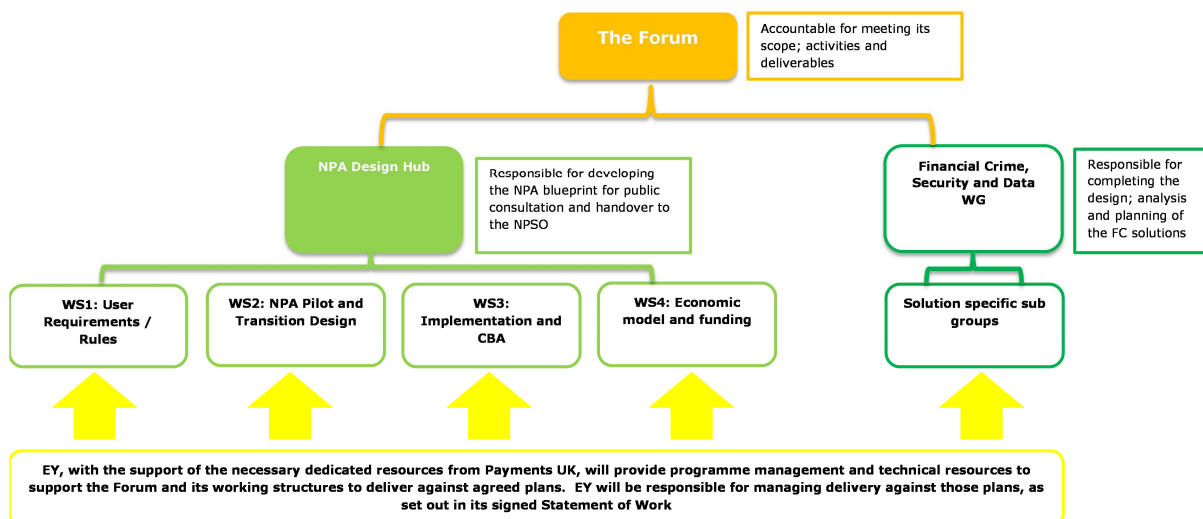 The Forum
Accountable for meeting its
scope; activities and
deliverables
NPA Design Hub
Responsible for developing
the NPA blueprint for public
consultation and handover to
the NPSO
Financial Crime,
Security and Data
WG
Responsible for
completing the
design; analysis
and planning of
the FC solutions
WS1: User
Requirements /
Rules
WS2: NPA Pilot and
Transition Design
WS3:
Implementation and
CBA
WS4: Economic
model and funding
Solution specific sub
groups
EY, with the support of the necessary dedicated resources from Payments UK, will provide programme management and technical resources to
support the Forum and its working structures to deliver against agreed plans.  EY will be responsible for managing delivery against those plans, as
set out in its signed Statement of Work